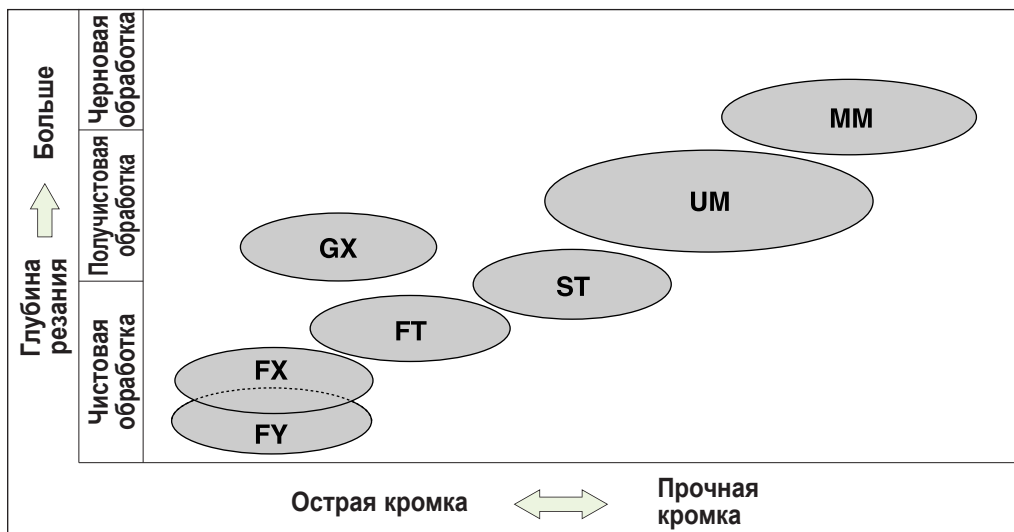 Глубина
резания
Больше
Черновая
обработка
Получистовая
обработка
Чистовая
обработка
MM
UM
GX
ST
FT
FX
FY
Острая кромка
Прочная
кромка